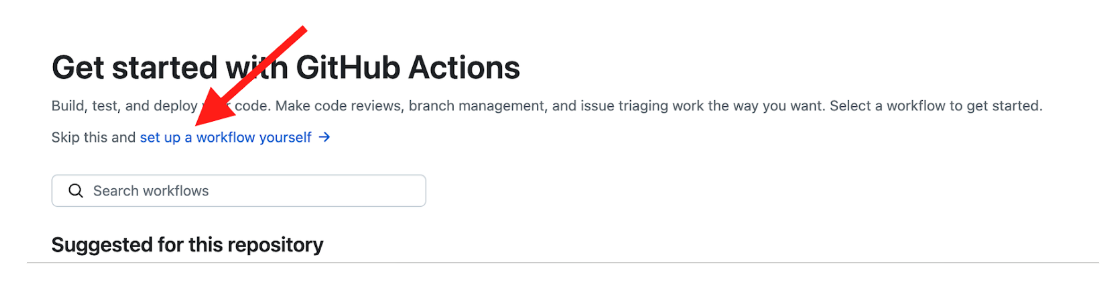 Get started with GitHub Actions
Build, test, and deploy your code. Make code reviews, branch management, and issue triaging work the way you want. Select a workflow to get started.
Skip this and set up a workflow yourself →
Search workflows
Suggested for this repository